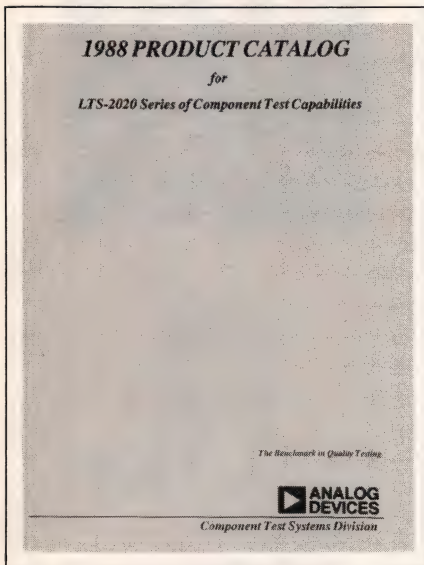 1988 PRODUCT CATALOG
for
LTS-2020 Series of Component Test Capabilities
The Benchmark in Quality Testing
ANALOG
DEVICES
Component Test Systems Division